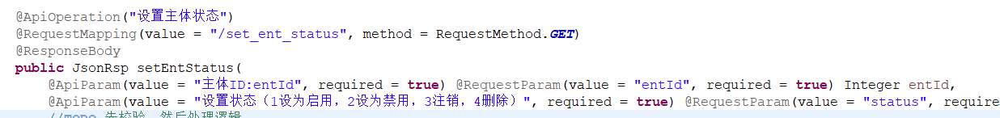 @ApiOperation("设置主体状态")
@RequestMapping(value = "/set_ent_status", method = RequestMethod.GET)
@ResponseBody
public JsonRsp setEntStatus(
@ApiParam(value = "主体ID:entId", required = true) @RequestParam(value = "entId", required = true) Integer entId,
@ApiParam(value = "设置状态（1设为启用，2设为禁用，3注销，4删除）", required = true) @RequestParam(value = "status", require
//TODO 先校验，然后处理逻辑